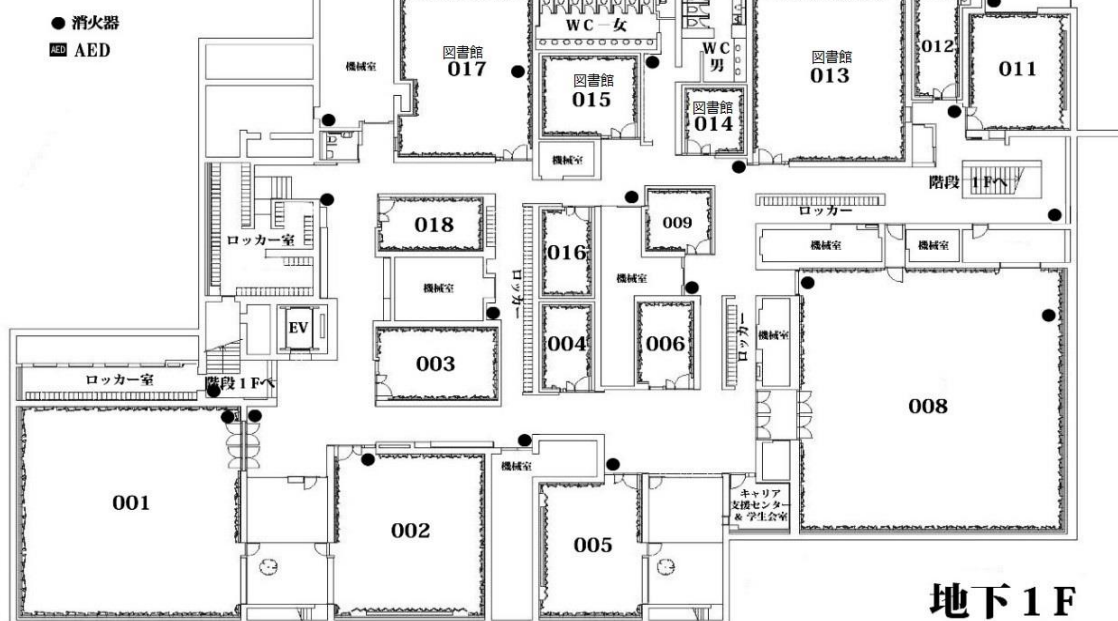 消火器
AED AED
WC－女
WC
男
機械室
図書館
017
図書館
015
図書館
014
図書館
013
012
011
機械室
階段１Fへ
ロッカー
018
016
009
ロッカー室
機械室
機械室
機械室
機械室
ロッカー
EV
003
004
006
ロッカー
機械室
ロッカー室
階段１Fへ
008
001
002
機械室
005
キャリア
支援センター
& 学生会室
地下１F